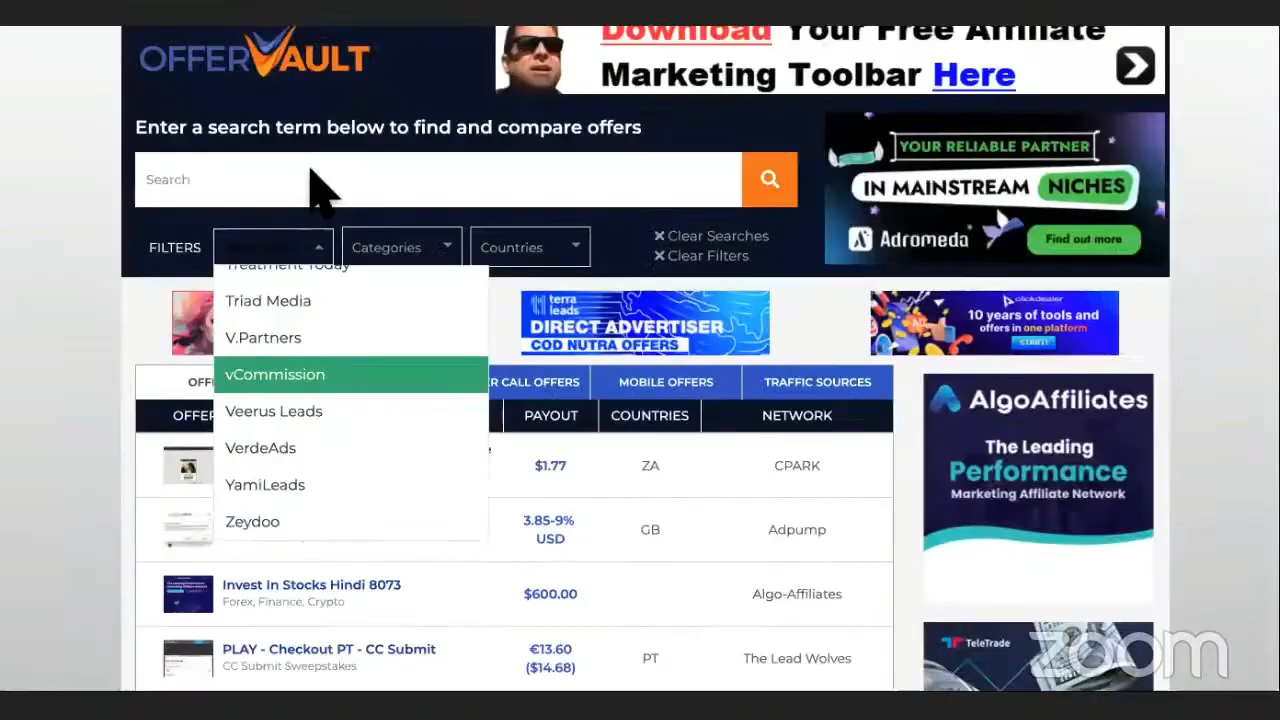 OFFERVAULT
Download Your Free Affiliate
Marketing Toolbar Here
Enter a search term below to find and compare offers
Search
YOUR RELIABLE PARTNER
IN MAINSTREAM NICHES
Adromeda
Find out more
FILTERS
Categories
Countries
Clear Searches
Clear Filters
Treatment Today
Triad Media
V.Partners
vCommission
Veerus Leads
VerdeAds
YamiLeads
Zeydoo
terra
leads
DIRECT ADVERTISER
COD NUTRA OFFERS
clickdealer
10 years of tools and
offers in one platform
START!
CALL OFFERS
MOBILE OFFERS
TRAFFIC SOURCES
PAYOUT
COUNTRIES
NETWORK
$1.77
ZA
CPARK
3.85-9%
USD
GB
Adpump
Invest In Stocks Hindi 8073
Forex, Finance, Crypto
$600.00
Algo-Affiliates
PLAY - Checkout PT - CC Submit
CC Submit Sweepstakes
€13.60
($14.68)
PT
The Lead Wolves
AlgoAffiliates
The Leading
Performance
Marketing Affiliate Network
TeleTrade
zoom